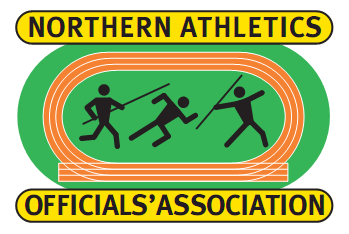 NORTHERN ATHLETICS
OFFICIALS' ASSOCIATION